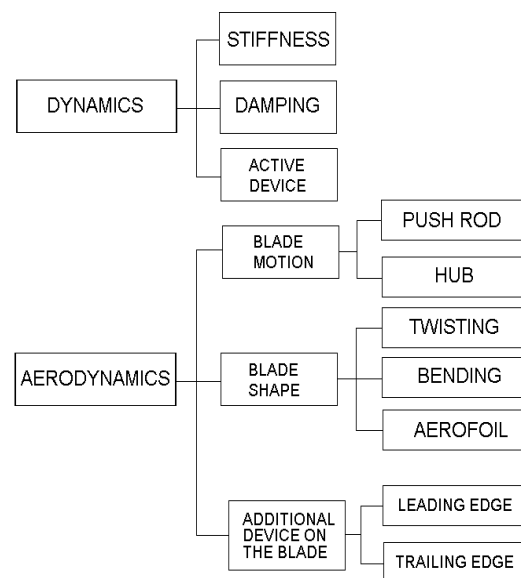 STIFFNESS
DYNAMICS
DAMPING
ACTIVE
DEVICE
BLADE
MOTION
PUSH ROD
HUB
AERODYNAMICS
BLADE
SHAPE
TWISTING
BENDING
AEROFOIL
ADDITIONAL
DEVICE ON
THE BLADE
LEADING EDGE
TRAILING EDGE